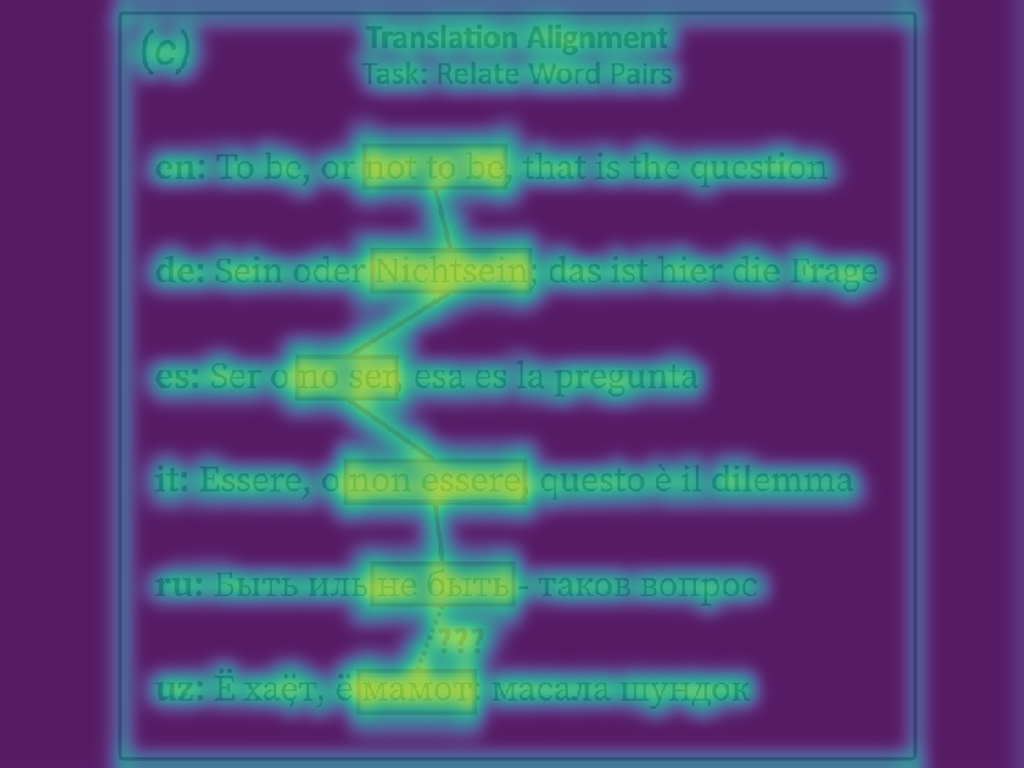 (c)
Translation Alignment
Task: Relate Word Pairs
en: To be, or not to be, that is the question
de: Sein oder Nichtsein; das ist hier die Frage
es: Ser o no ser, esa es la pregunta
it: Essere, o non essere, questo è il dilemma
ru: Быть иль не быть - таков вопрос
???
uz: Ё хаёт, ё мамот: масала шундок